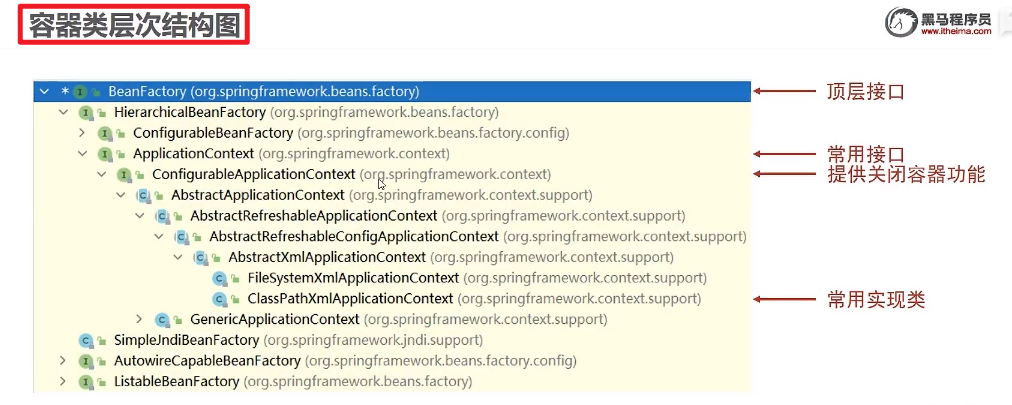 容器类层次结构图
黑马程序员
www.itheima.com
BeanFactory (org.springframework.beans.factory)
顶层接口
HierarchicalBeanFactory (org.springframework.beans.factory)
ConfigurableBeanFactory (org.springframework.beans.factory.config)
ApplicationContext (org.springframework.context)
常用接口
ConfigurableApplicationContext (org.springframework.context)
提供关闭容器功能
AbstractApplicationContext (org.springframework.context.support)
AbstractRefreshableApplicationContext (org.springframework.context.support)
AbstractRefreshableConfigApplicationContext (org.springframework.context.support)
AbstractXmlApplicationContext (org.springframework.context.support)
FileSystemXmlApplicationContext (org.springframework.context.support)
ClassPathXmlApplicationContext (org.springframework.context.support)
常用实现类
GenericApplicationContext (org.springframework.context.support)
SimpleJndiBeanFactory (org.springframework.jndi.support)
AutowireCapableBeanFactory (org.springframework.beans.factory.config)
ListableBeanFactory (org.springframework.beans.factory)